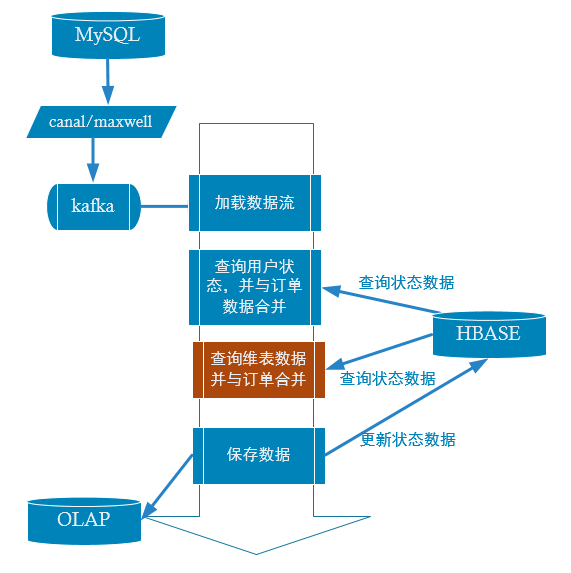 MySQL
canal/maxwell
kafka
加载数据流
查询用户状
态，并与订单
数据合并
查询状态数据
HBASE
查询维表数据
并与订单合并
查询状态数据
更新状态数据
保存数据
OLAP